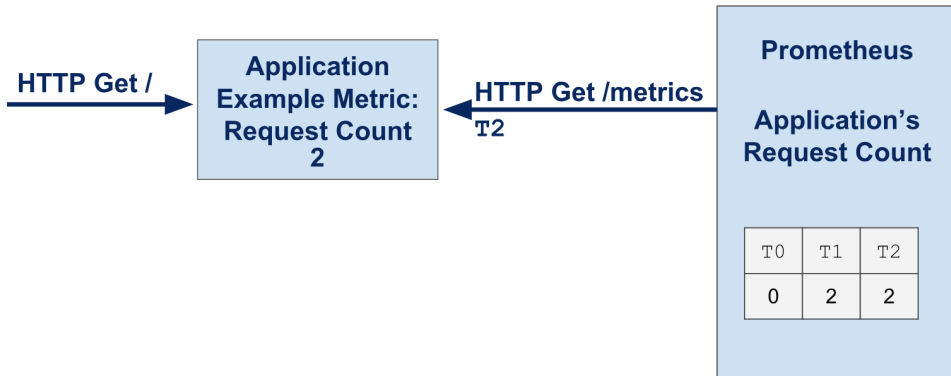 HTTP Get /
Application
Example Metric:
Request Count
2
HTTP Get /metrics
T2
Prometheus
Application's
Request Count
T0 T1 T2
0 2 2